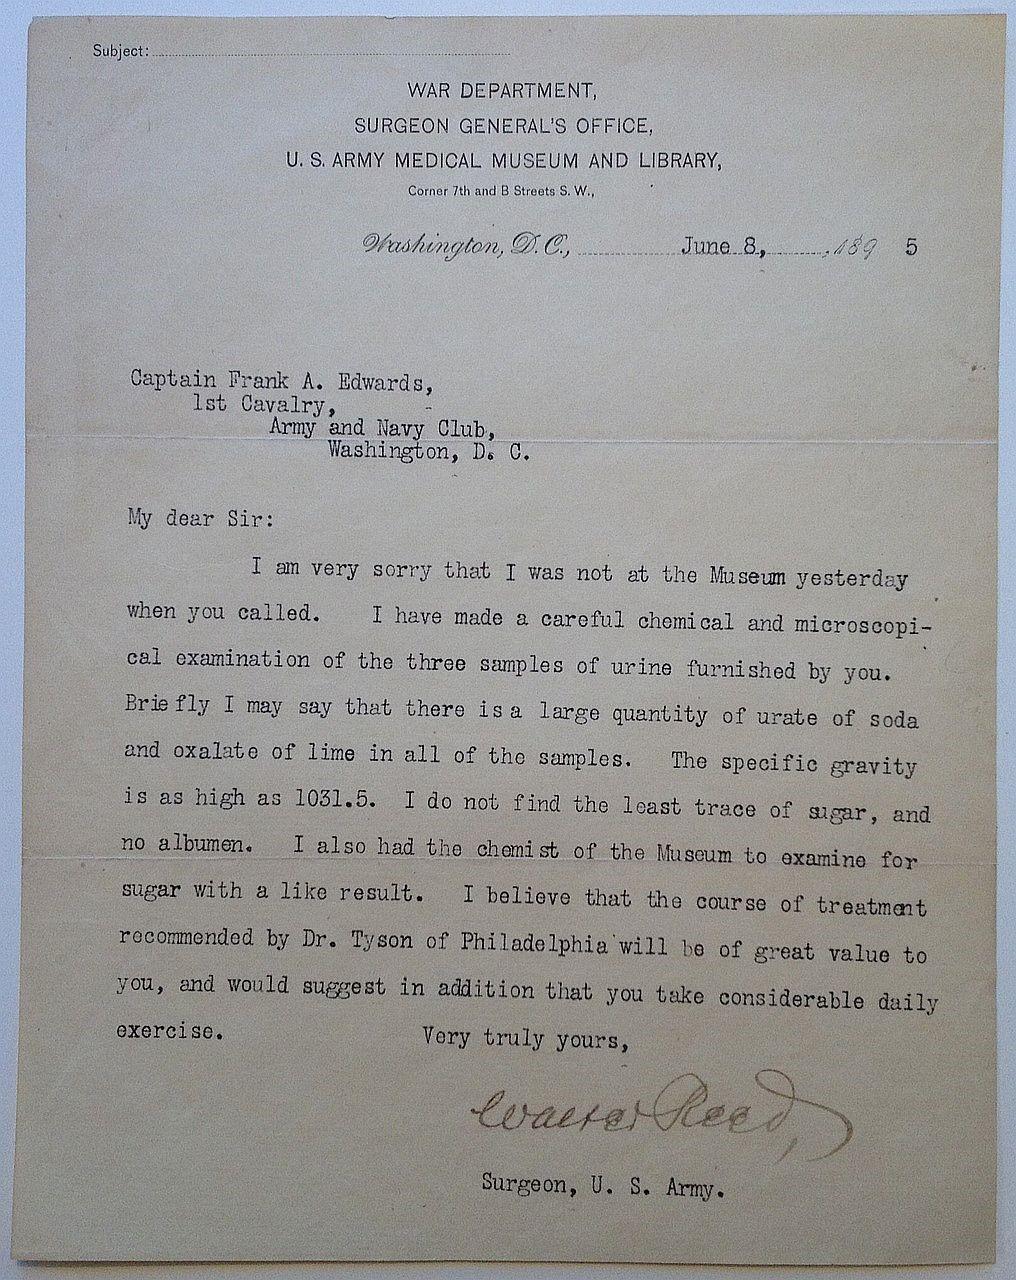 Subject:
WAR DEPARTMENT,
SURGEON GENERAL'S OFFICE,
U. S. ARMY MEDICAL MUSEUM AND LIBRARY,
Corner 7th and B Streets S. W.,
Washington, D. C., June 8, , 189 5
Captain Frank A. Edwards,
1st Cavalry,
Army and Navy Club,
Washington, D. C.
My dear Sir:
I am very sorry that I was not at the Museum yesterday
when you called. I have made a careful chemical and microscopi-
cal examination of the three samples of urine furnished by you.
Briefly I may say that there is a large quantity of urate of soda
and oxalate of lime in all of the samples. The specific gravity
is as high as 1031.5. I do not find the least trace of sugar, and
no albumen. I also had the chemist of the Museum to examine for
sugar with a like result. I believe that the course of treatment
recommended by Dr. Tyson of Philadelphia will be of great value to
you, and would suggest in addition that you take considerable daily
exercise. Very truly yours,
Walter Reed,
Surgeon, U. S. Army.